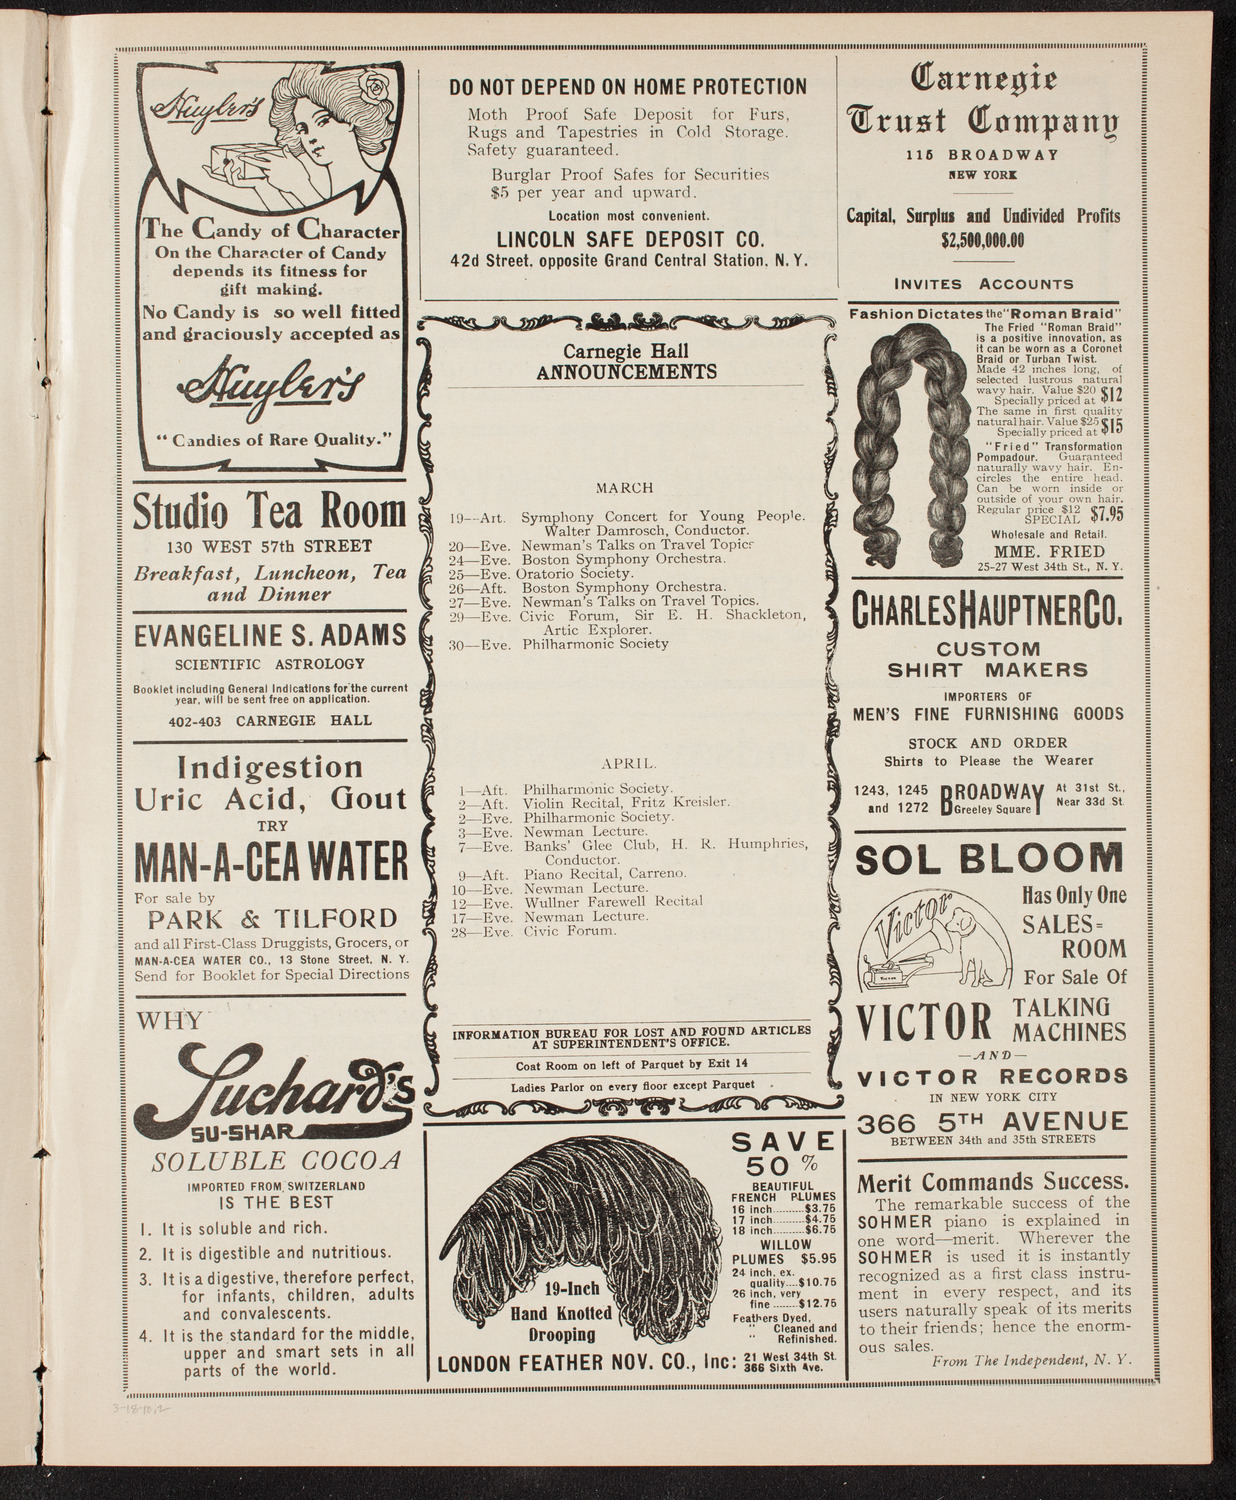 Huyler's
The Candy of Character
On the Character of Candy
depends its fitness for
gift making.
No Candy is so well fitted
and graciously accepted as
Huyler's
"Candies of Rare Quality."
Studio Tea Room
130 WEST 57th STREET
Breakfast, Luncheon, Tea
and Dinner
EVANGELINE S. ADAMS
SCIENTIFIC ASTROLOGY
Booklet including General Indications for the current
year, will be sent free on application.
402-403 CARNEGIE HALL
Indigestion
Uric Acid, Gout
TRY
MAN-A-CEA WATER
For sale by
PARK & TILFORD
and all First-Class Druggists, Grocers, or
MAN-A-CEA WATER CO., 13 Stone Street, N. Y.
Send for Booklet for Special Directions
WHY
Suchard's
SU-SHAR
SOLUBLE COCOA
IMPORTED FROM SWITZERLAND
IS THE BEST
1. It is soluble and rich.
2. It is digestible and nutritious.
3. It is a digestive, therefore perfect,
for infants, children, adults
and convalescents.
4. It is the standard for the middle,
upper and smart sets in all
parts of the world.
DO NOT DEPEND ON HOME PROTECTION
Moth Proof Safe Deposit for Furs,
Rugs and Tapestries in Cold Storage.
Safety guaranteed.
Burglar Proof Safes for Securities
$5 per year and upward.
Location most convenient.
LINCOLN SAFE DEPOSIT CO.
42d Street, opposite Grand Central Station, N. Y.
Carnegie Hall
ANNOUNCEMENTS
MARCH
19—Art. Symphony Concert for Young People.
Walter Damrosch, Conductor.
20—Eve. Newman's Talks on Travel Topics
24—Eve. Boston Symphony Orchestra.
25—Eve. Oratorio Society.
26—Aft. Boston Symphony Orchestra.
27—Eve. Newman's Talks on Travel Topics.
29—Eve. Civic Forum, Sir E. H. Shackleton,
Artic Explorer.
30—Eve. Philharmonic Society
APRIL.
1—Aft. Philharmonic Society.
2—Aft. Violin Recital, Fritz Kreisler.
2—Eve. Philharmonic Society.
3—Eve. Newman Lecture.
7—Eve. Banks' Glee Club, H. R. Humphries,
Conductor.
9—Aft. Piano Recital, Carreno.
10—Eve. Newman Lecture.
12—Eve. Wullner Farewell Recital
17—Eve. Newman Lecture.
28—Eve. Civic Forum.
INFORMATION BUREAU FOR LOST AND FOUND ARTICLES
AT SUPERINTENDENT'S OFFICE.
Coat Room on left of Parquet by Exit 14
Ladies Parlor on every floor except Parquet
19-Inch
Hand Knotted
Drooping
SAVE
50%
BEAUTIFUL
FRENCH PLUMES
16 inch..........$3.75
17 inch..........$4.75
18 inch..........$6.75
WILLOW
PLUMES $5.95
24 inch, ex.
quality....$10.75
26 inch, very
fine........$12.75
Feathers Dyed,
" Cleaned and
" Refinished.
LONDON FEATHER NOV. CO., Inc: 21 West 34th St.
366 Sixth Ave.
Carnegie
Trust Company
115 BROADWAY
NEW YORK
Capital, Surplus and Undivided Profits
$2,500,000.00
INVITES ACCOUNTS
Fashion Dictates the "Roman Braid"
The Fried "Roman Braid"
is a positive innovation, as
it can be worn as a Coronet
Braid or Turban Twist.
Made 42 inches long, of
selected lustrous natural
wavy hair. Value $20
Specially priced at $12
The same in first quality
natural hair. Value $25
Specially priced at $15
"Fried" Transformation
Pompadour. Guaranteed
naturally wavy hair. En-
circles the entire head.
Can be worn inside or
outside of your own hair.
Regular price $12
SPECIAL $7.95
Wholesale and Retail.
MME. FRIED
25-27 West 34th St., N. Y.
CHARLES HAUPTNER CO.
CUSTOM
SHIRT MAKERS
IMPORTERS OF
MEN'S FINE FURNISHING GOODS
STOCK AND ORDER
Shirts to Please the Wearer
1243, 1245 and 1272 BROADWAY Greeley Square At 31st St., Near 33d St.
SOL BLOOM
Victor
Has Only One
SALES=
ROOM
For Sale Of
VICTOR TALKING
MACHINES
—AND—
VICTOR RECORDS
IN NEW YORK CITY
366 5TH AVENUE
BETWEEN 34th and 35th STREETS
Merit Commands Success.
The remarkable success of the
SOHMER piano is explained in
one word—merit. Wherever the
SOHMER is used it is instantly
recognized as a first class instru-
ment in every respect, and its
users naturally speak of its merits
to their friends; hence the enorm-
ous sales.
From The Independent, N. Y.
3-18-10,2